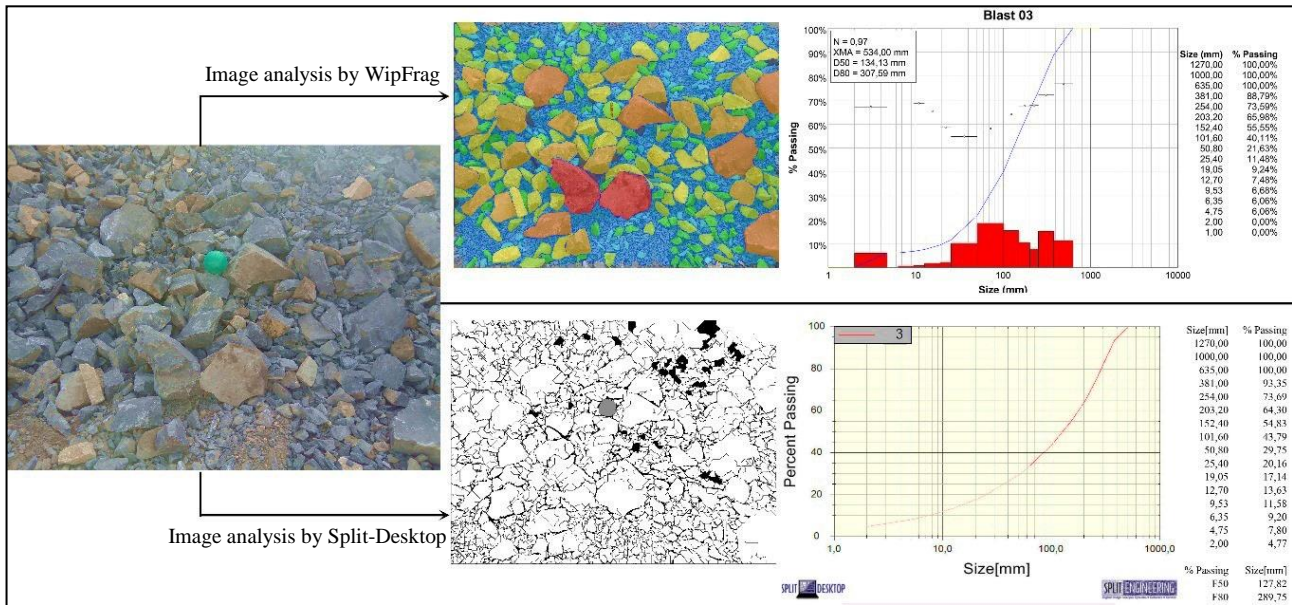 Image analysis by WipFrag
Blast 03
N = 0,97
XMA = 534,00 mm
D50 = 134,13 mm
D80 = 307,59 mm
100%
90%
80%
70%
60%
50%
40%
30%
20%
10%
% Passing
1 10 100 1000 10000
Size (mm)
Size (mm) % Passing
1270,00 100,00%
1000,00 100,00%
635,00 100,00%
381,00 88,79%
254,00 73,59%
203,20 65,98%
152,40 55,55%
101,60 40,11%
50,80 21,63%
25,40 11,48%
19,05 9,24%
12,70 7,48%
9,53 6,68%
6,35 6,06%
4,75 6,06%
2,00 0,00%
1,00 0,00%
Image analysis by Split-Desktop
3
100
80
60
40
20
0
Percent Passing
1,0 10,0 100,0 1000,0
Size[mm]
Size[mm] % Passing
1270,00 100,00
1000,00 100,00
635,00 100,00
381,00 93,35
254,00 73,69
203,20 64,30
152,40 54,83
101,60 43,79
50,80 29,75
25,40 20,16
19,05 17,14
12,70 13,63
9,53 11,58
6,35 9,20
4,75 7,80
2,00 4,77
% Passing Size[mm]
F50 127,82
F80 289,75
SPLIT DESKTOP
SPLIT ENGINEERING